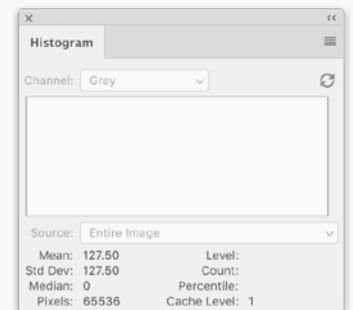 Histogram
Channel: Gray
Source: Entire Image
Mean: 127.50 Level:
Std Dev: 127.50 Count:
Median: 0 Percentile:
Pixels: 65536 Cache Level: 1